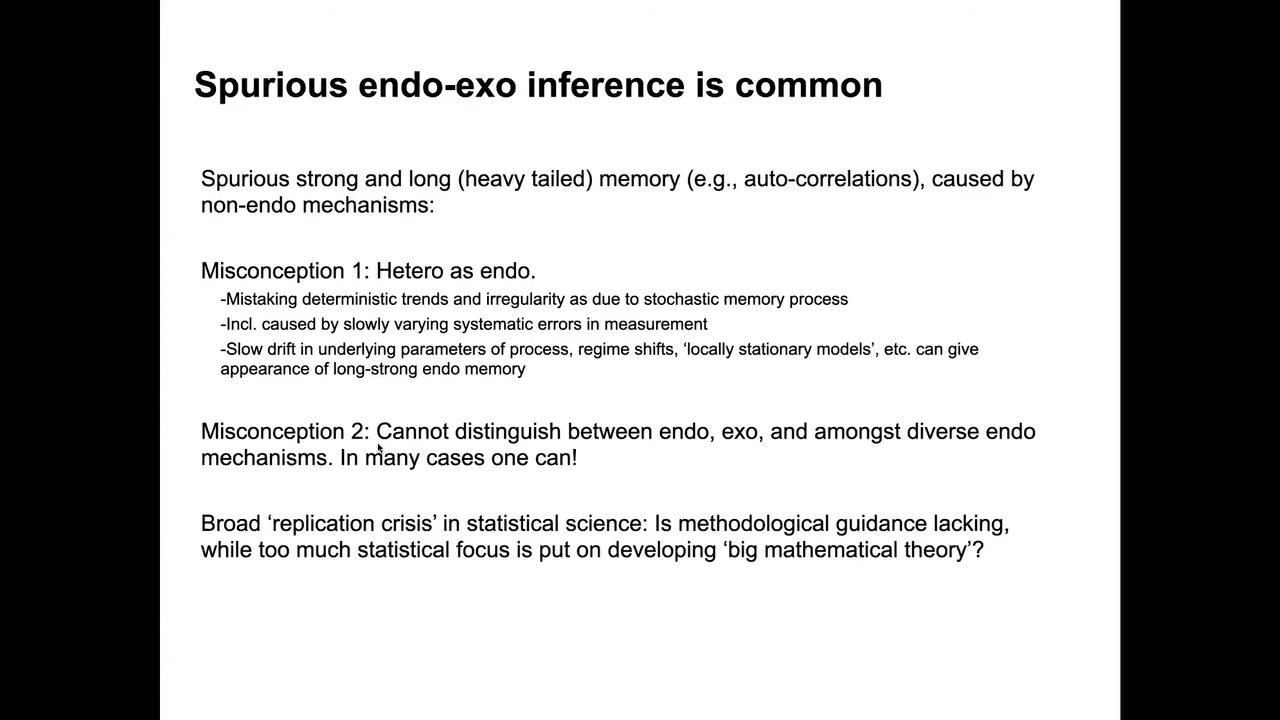 Spurious endo-exo inference is common
Spurious strong and long (heavy tailed) memory (e.g., auto-correlations), caused by
non-endo mechanisms:
Misconception 1: Hetero as endo.
-Mistaking deterministic trends and irregularity as due to stochastic memory process
-Incl. caused by slowly varying systematic errors in measurement
-Slow drift in underlying parameters of process, regime shifts, ‘locally stationary models’, etc. can give
appearance of long-strong endo memory
Misconception 2: Cannot distinguish between endo, exo, and amongst diverse endo
mechanisms. In many cases one can!
Broad ‘replication crisis’ in statistical science: Is methodological guidance lacking,
while too much statistical focus is put on developing ‘big mathematical theory’?